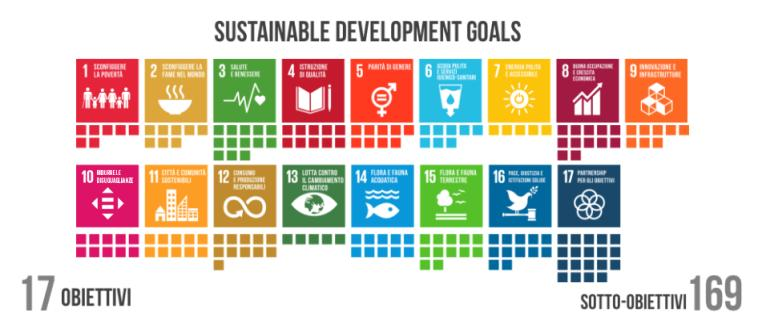 SUSTAINABLE DEVELOPMENT GOALS
1 SCONFIGGERE
LA POVERTÀ
2 SCONFIGGERE LA
FAME NEL MONDO
3 SALUTE
E BENESSERE
4 ISTRUZIONE
DI QUALITÀ
5 PARITÀ DI GENERE
6 ACQUA PULITA
E SERVIZI
IGIENICO-SANITARI
7 ENERGIA PULITA
E ACCESSIBILE
8 BUONA OCCUPAZIONE
E CRESCITA
ECONOMICA
9 INNOVAZIONE E
INFRASTRUTTURE
10 RIDURRE LE
DISUGUAGLIANZE
11 CITTÀ E COMUNITÀ
SOSTENIBILI
12 CONSUMO
E PRODUZIONE
RESPONSABILI
13 LOTTA CONTRO
IL CAMBIAMENTO
CLIMATICO
14 FLORA E FAUNA
ACQUATICA
15 FLORA E FAUNA
TERRESTRE
16 PACE, GIUSTIZIA E
ISTITUZIONI SOLIDE
17 PARTNERSHIP
PER GLI OBIETTIVI
17 OBIETTIVI
SOTTO-OBIETTIVI 169